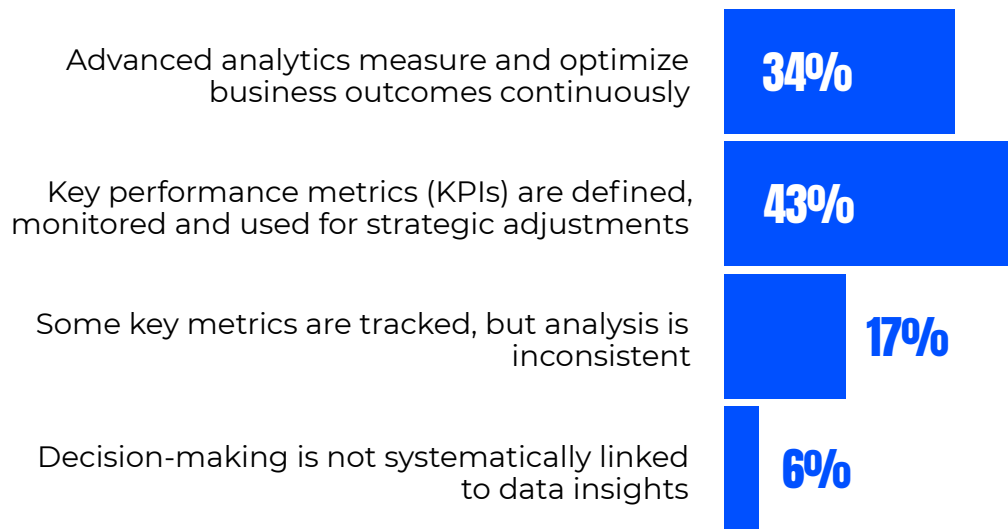 Advanced analytics measure and optimize
business outcomes continuously
34%
Key performance metrics (KPIs) are defined,
monitored and used for strategic adjustments
43%
Some key metrics are tracked, but analysis is
inconsistent
17%
Decision-making is not systematically linked
to data insights
6%